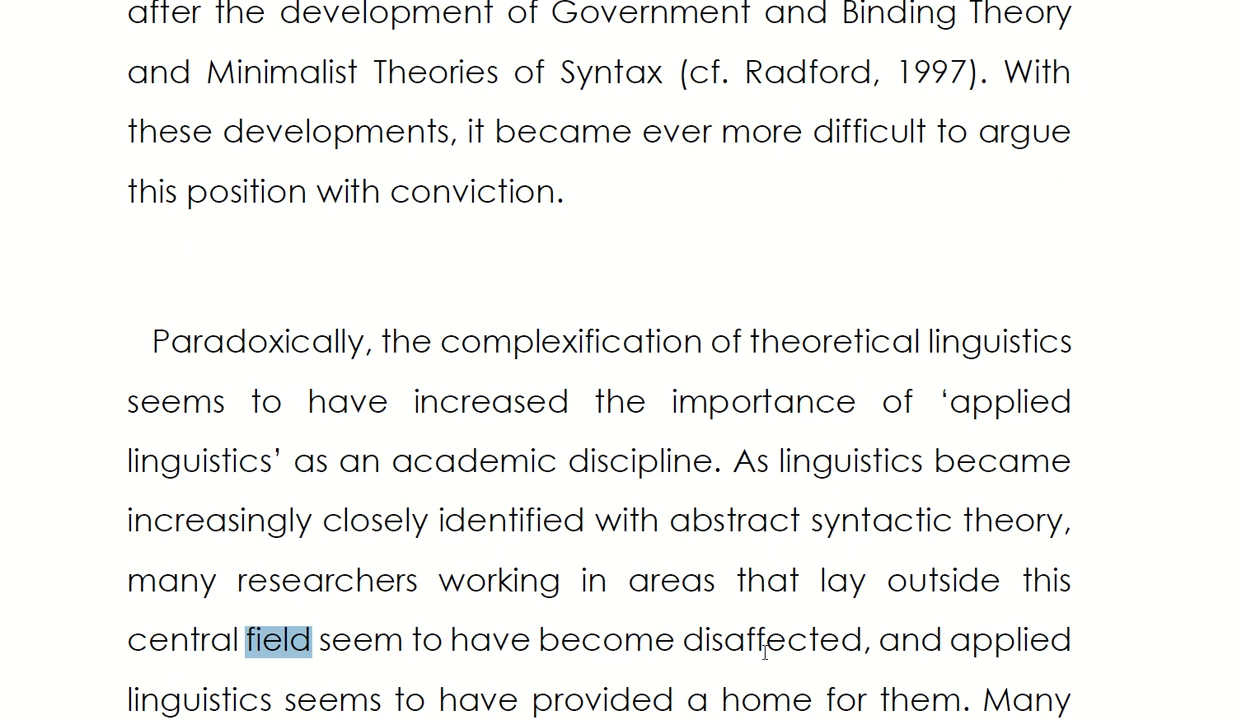 after the development of Government and Binding Theory
and Minimalist Theories of Syntax (cf. Radford, 1997). With
these developments, it became ever more difficult to argue
this position with conviction.
Paradoxically, the complexification of theoretical linguistics
seems to have increased the importance of ‘applied
linguistics’ as an academic discipline. As linguistics became
increasingly closely identified with abstract syntactic theory,
many researchers working in areas that lay outside this
central field seem to have become disaffected, and applied
linguistics seems to have provided a home for them. Many